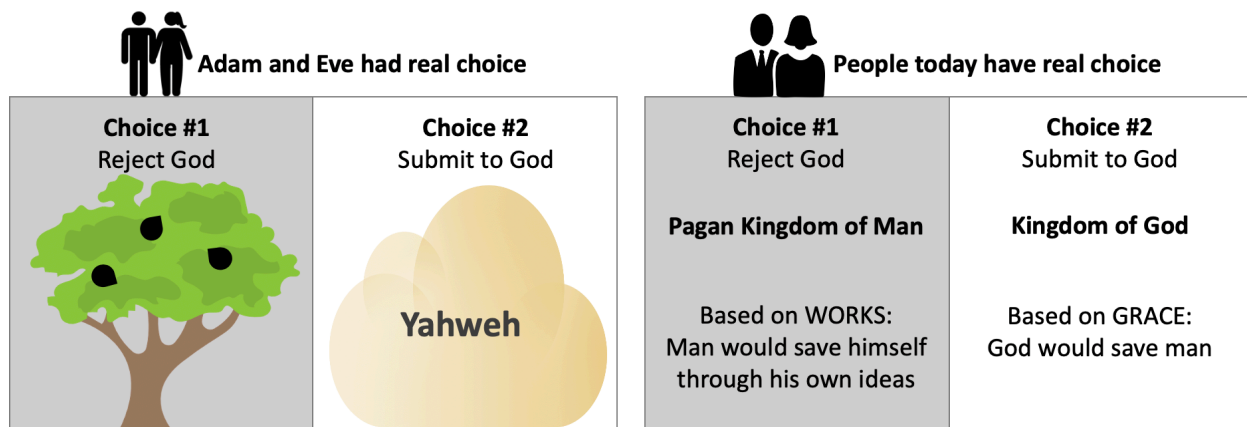 Adam and Eve had real choice
Choice #1
Reject God
Choice #2
Submit to God
Yahweh
People today have real choice
Choice #1
Reject God
Pagan Kingdom of Man
Based on WORKS:
Man would save himself
through his own ideas
Choice #2
Submit to God
Kingdom of God
Based on GRACE:
God would save man